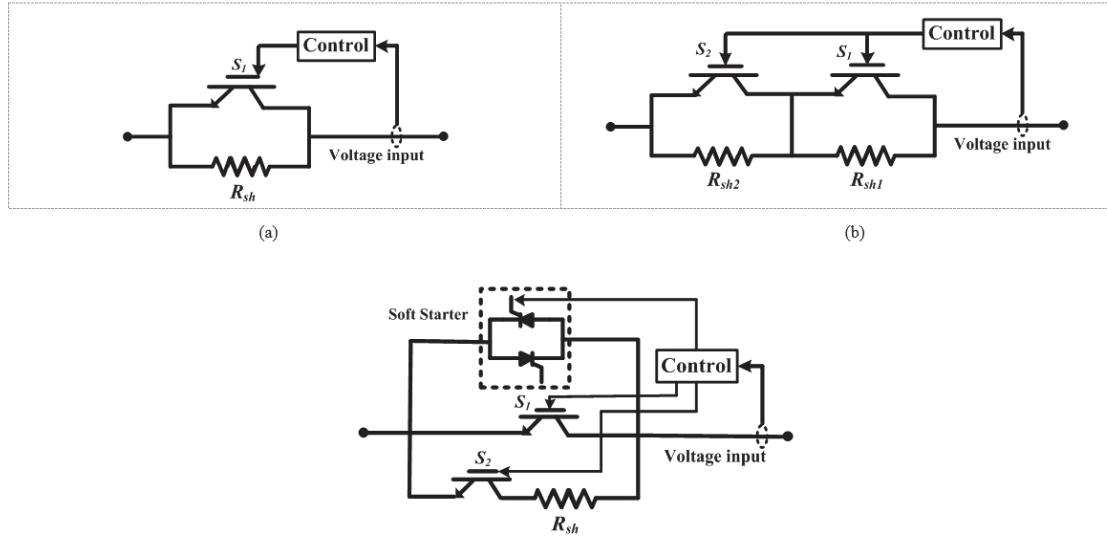 Control
S1
Voltage input
Rsh
(a)
Control
S2
S1
Voltage input
Rsh2
Rsh1
(b)
Soft Starter
Control
S1
Voltage input
S2
Rsh